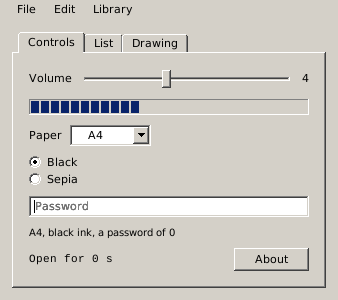 File Edit Library
Controls List Drawing
Volume 4
Paper A4
Black
Sepia
Password
A4, black ink, a password of 0
Open for 0 s About